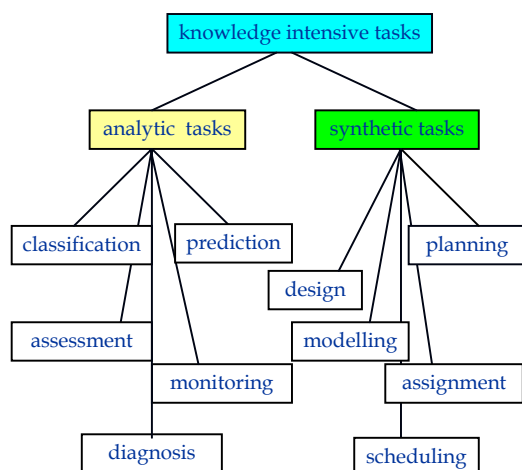 knowledge intensive tasks
analytic tasks
synthetic tasks
classification
prediction
planning
design
assessment
modelling
monitoring
assignment
diagnosis
scheduling